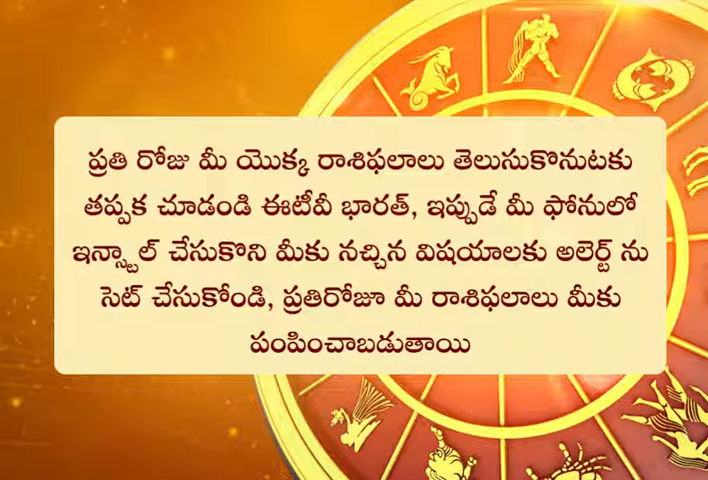 ప్రతి రోజు మీ యొక్క రాశిఫలాలు తెలుసుకొనుటకు
తప్పక చూడండి ఈటీవీ భారత్, ఇప్పుడే మీ ఫోనులో
ఇన్స్టాల్ చేసుకొని మీకు నచ్చిన విషయాలకు అలెర్ట్ ను
సెట్ చేసుకోండి, ప్రతిరోజూ మీ రాశిఫలాలు మీకు
పంపించాబడుతాయి